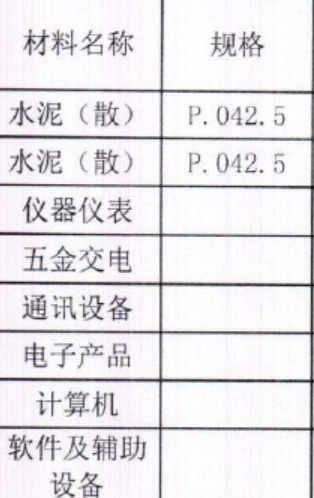 材料名称 规格
水泥（散） P.042.5
水泥（散） P.042.5
仪器仪表
五金交电
通讯设备
电子产品
计算机
软件及辅助
设备